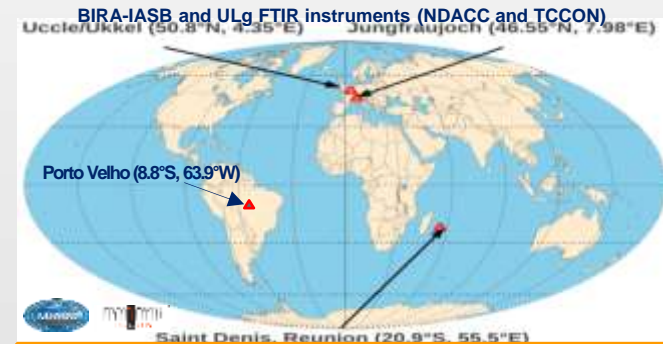 BIRA-IASB and ULg FTIR instruments (NDACC and TCCON)
Uccle/Ukkel (50.8°N, 4.35°E) Jungfraujoch (46.55°N, 7.98°E)
Porto Velho (8.8°S, 63.9°W)
Saint Denis, Reunion (20.9°S, 55.5°E)